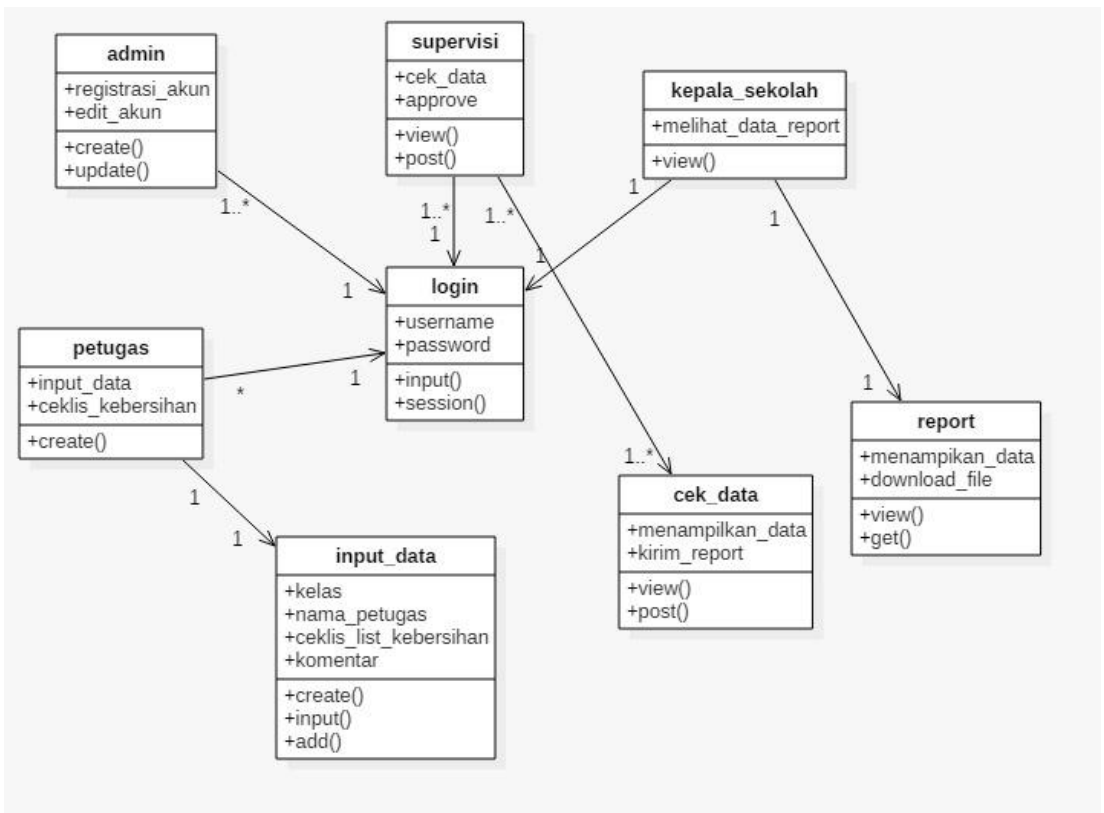 admin
+registrasi_akun
+edit_akun
+create()
+update()
supervisi
+cek_data
+approve
+view()
+post()
kepala_sekolah
+melihat_data_report
+view()
1..*
1
1..*
1
1..*
1
1
1
1
login
+username
+password
+input()
+session()
petugas
+input_data
+ceklis_kebersihan
+create()
*
1
1
1
input_data
+kelas
+nama_petugas
+ceklis_list_kebersihan
+komentar
+create()
+input()
+add()
1..*
cek_data
+menampilkan_data
+kirim_report
+view()
+post()
report
+menampikan_data
+download_file
+view()
+get()